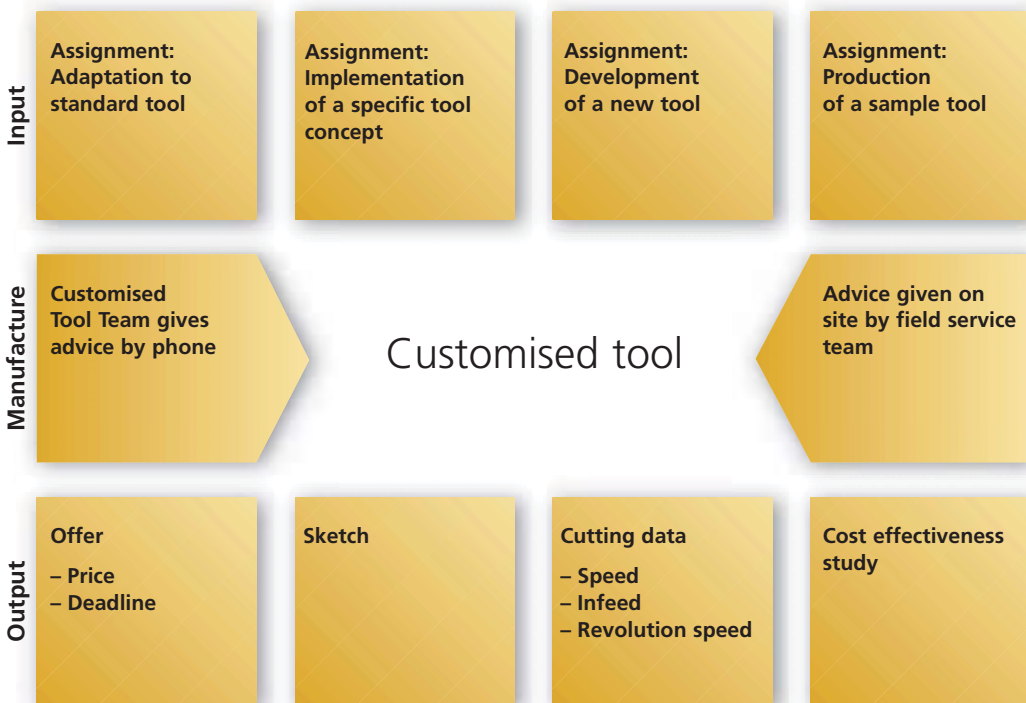 Input
Assignment:
Adaptation to
standard tool
Assignment:
Implementation
of a specific tool
concept
Assignment:
Development
of a new tool
Assignment:
Production
of a sample tool
Manufacture
Customised
Tool Team gives
advice by phone
Customised tool
Advice given on
site by field service
team
Output
Offer
– Price
– Deadline
Sketch
Cutting data
– Speed
– Infeed
– Revolution speed
Cost effectiveness
study